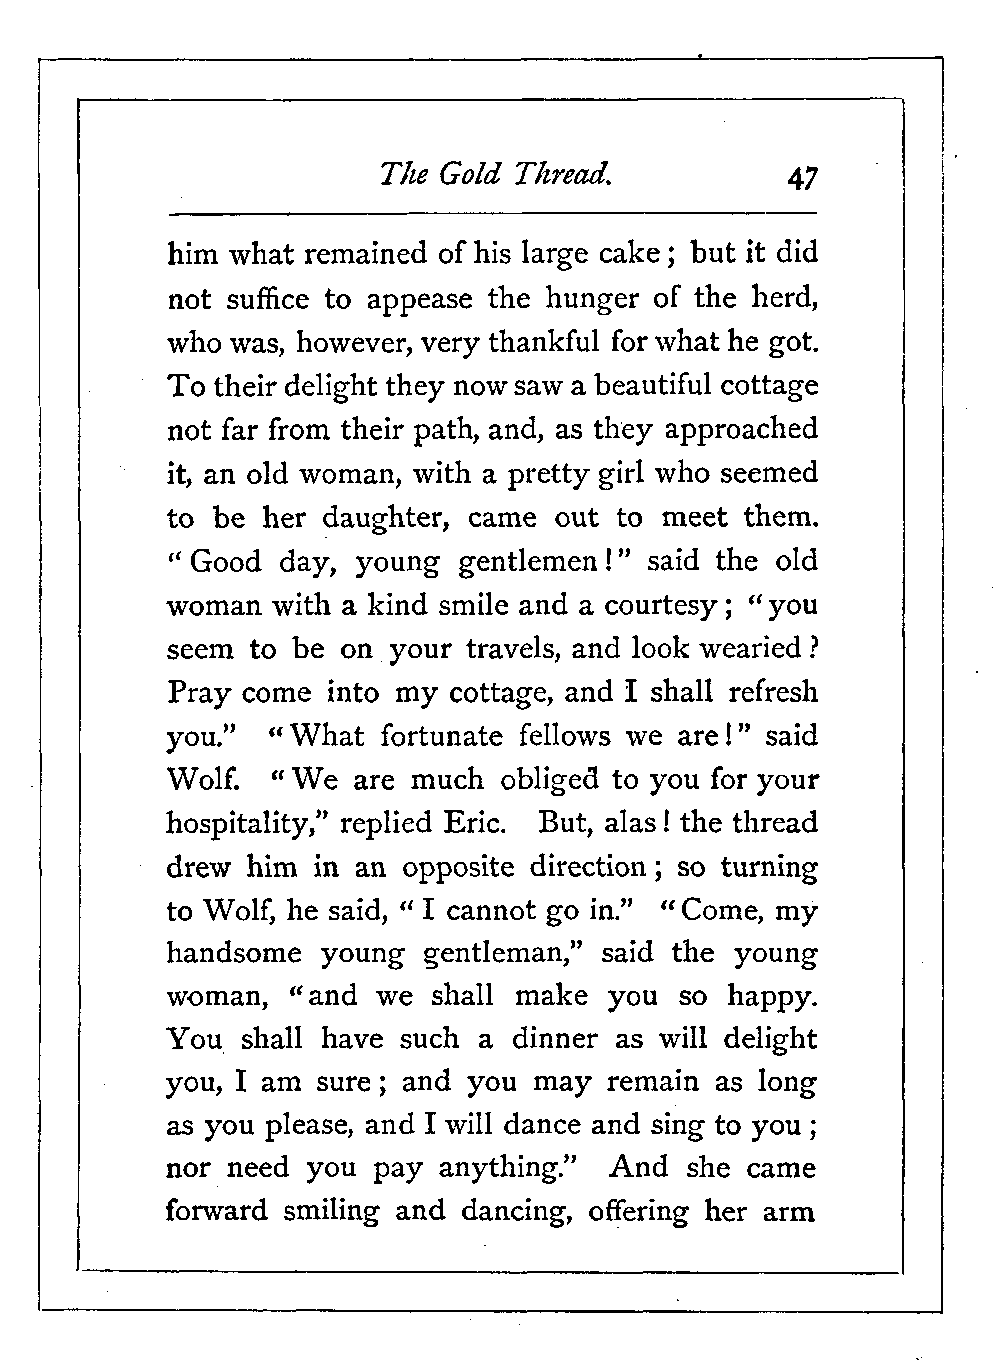 The Gold Thread. 47
him what remained of his large cake ; but it did
not suffice to appease the hunger of the herd,
who was, however, very thankful for what he got.
To their delight they now saw a beautiful cottage
not far from their path, and, as they approached
it, an old woman, with a pretty girl who seemed
to be her daughter, came out to meet them.
“ Good day, young gentlemen ! ” said the old
woman with a kind smile and a courtesy ; “ you
seem to be on your travels, and look wearied ?
Pray come into my cottage, and I shall refresh
you.” “ What fortunate fellows we are ! ” said
Wolf. “ We are much obliged to you for your
hospitality,” replied Eric. But, alas ! the thread
drew him in an opposite direction ; so turning
to Wolf, he said, “ I cannot go in.” “ Come, my
handsome young gentleman,” said the young
woman, “ and we shall make you so happy.
You shall have such a dinner as will delight
you, I am sure ; and you may remain as long
as you please, and I will dance and sing to you ;
nor need you pay anything.” And she came
forward smiling and dancing, offering her arm